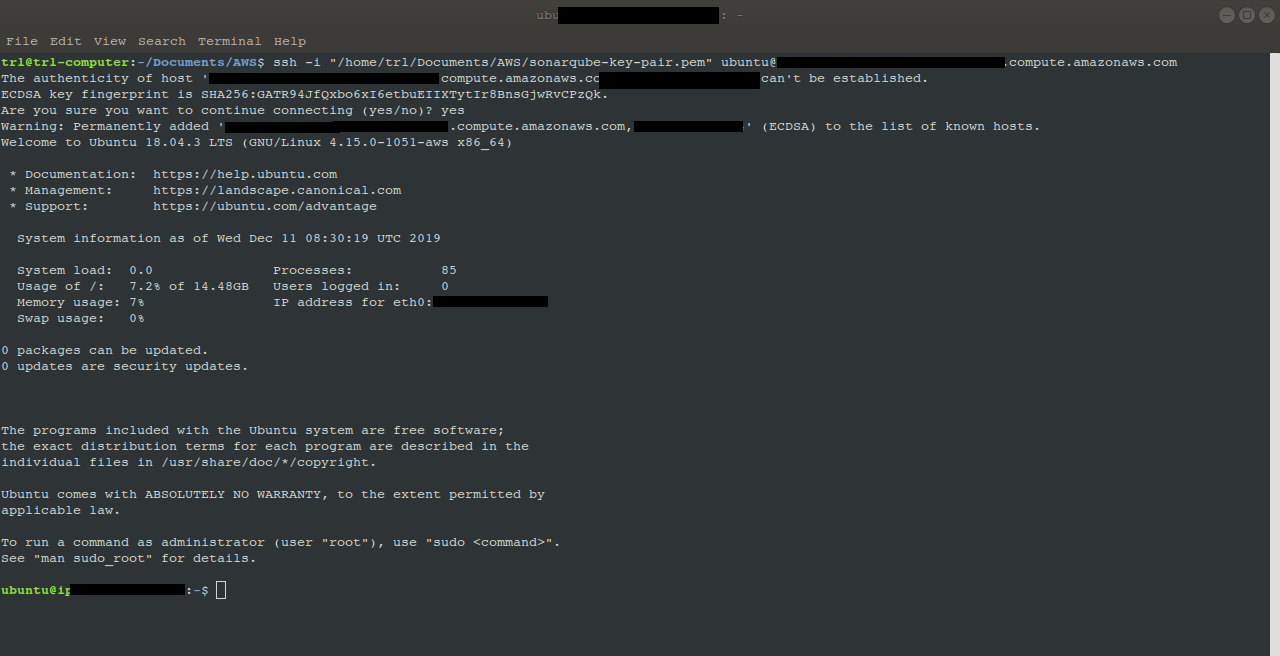 ubu : ~
File Edit View Search Terminal Help
trl@trl-computer:~/Documents/AWS$ ssh -i "/home/trl/Documents/AWS/sonarqube-key-pair.pem" ubuntu@ .compute.amazonaws.com
The authenticity of host ' compute.amazonaws.co can't be established.
ECDSA key fingerprint is SHA256:GATR94JfQxbo6xI6etbuEIIXTytIr8BnsGjwRvCPzQk.
Are you sure you want to continue connecting (yes/no)? yes
Warning: Permanently added ' .compute.amazonaws.com, ' (ECDSA) to the list of known hosts.
Welcome to Ubuntu 18.04.3 LTS (GNU/Linux 4.15.0-1051-aws x86_64)
* Documentation: https://help.ubuntu.com
* Management: https://landscape.canonical.com
* Support: https://ubuntu.com/advantage
System information as of Wed Dec 11 08:30:19 UTC 2019
System load: 0.0 Processes: 85
Usage of /: 7.2% of 14.48GB Users logged in: 0
Memory usage: 7% IP address for eth0:
Swap usage: 0%
0 packages can be updated.
0 updates are security updates.
The programs included with the Ubuntu system are free software;
the exact distribution terms for each program are described in the
individual files in /usr/share/doc/*/copyright.
Ubuntu comes with ABSOLUTELY NO WARRANTY, to the extent permitted by
applicable law.
To run a command as administrator (user "root"), use "sudo <command>".
See "man sudo_root" for details.
ubuntu@ip :~$